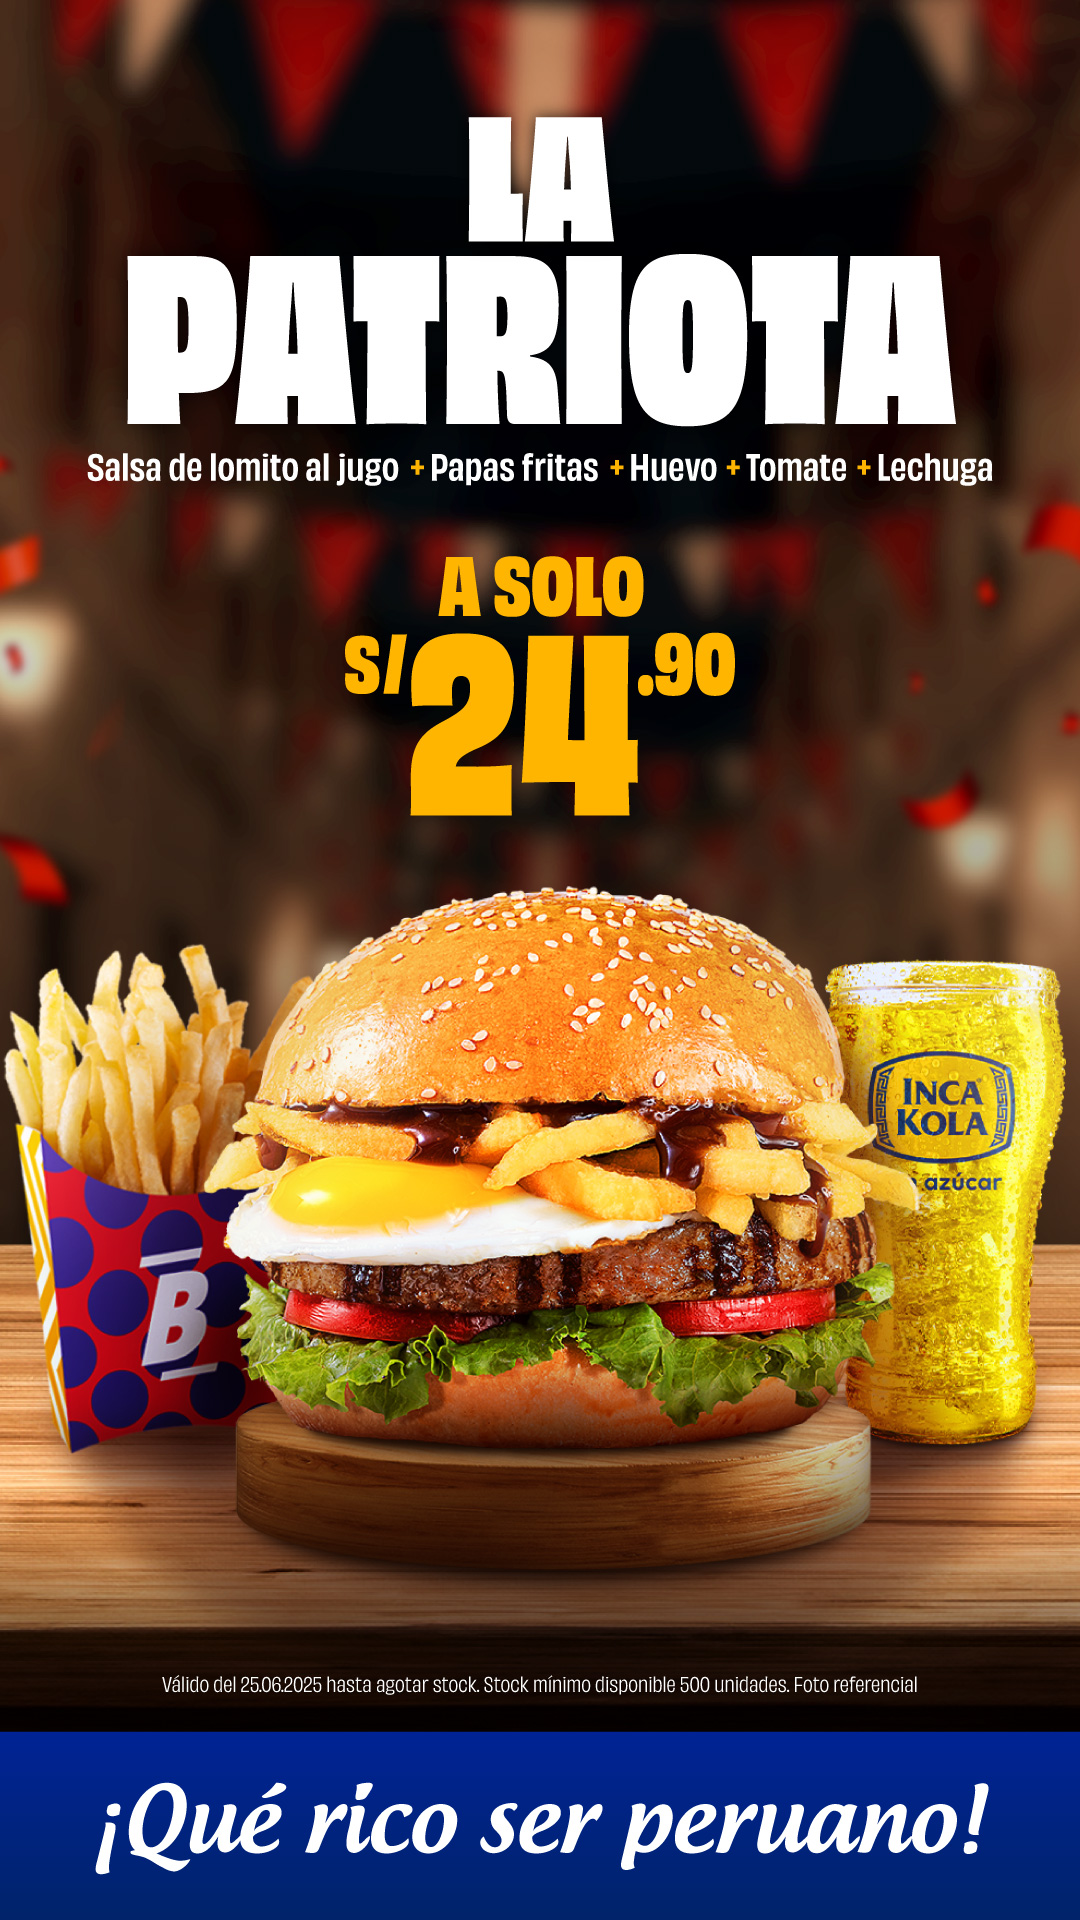 LA
PATRIOTA
Salsa de lomito al jugo + Papas fritas + Huevo + Tomate + Lechuga
A SOLO
S/24.90
INCA
KOLA
azúcar
B
Válido del 25.06.2025 hasta agotar stock. Stock mínimo disponible 500 unidades. Foto referencial
¡Qué rico ser peruano!